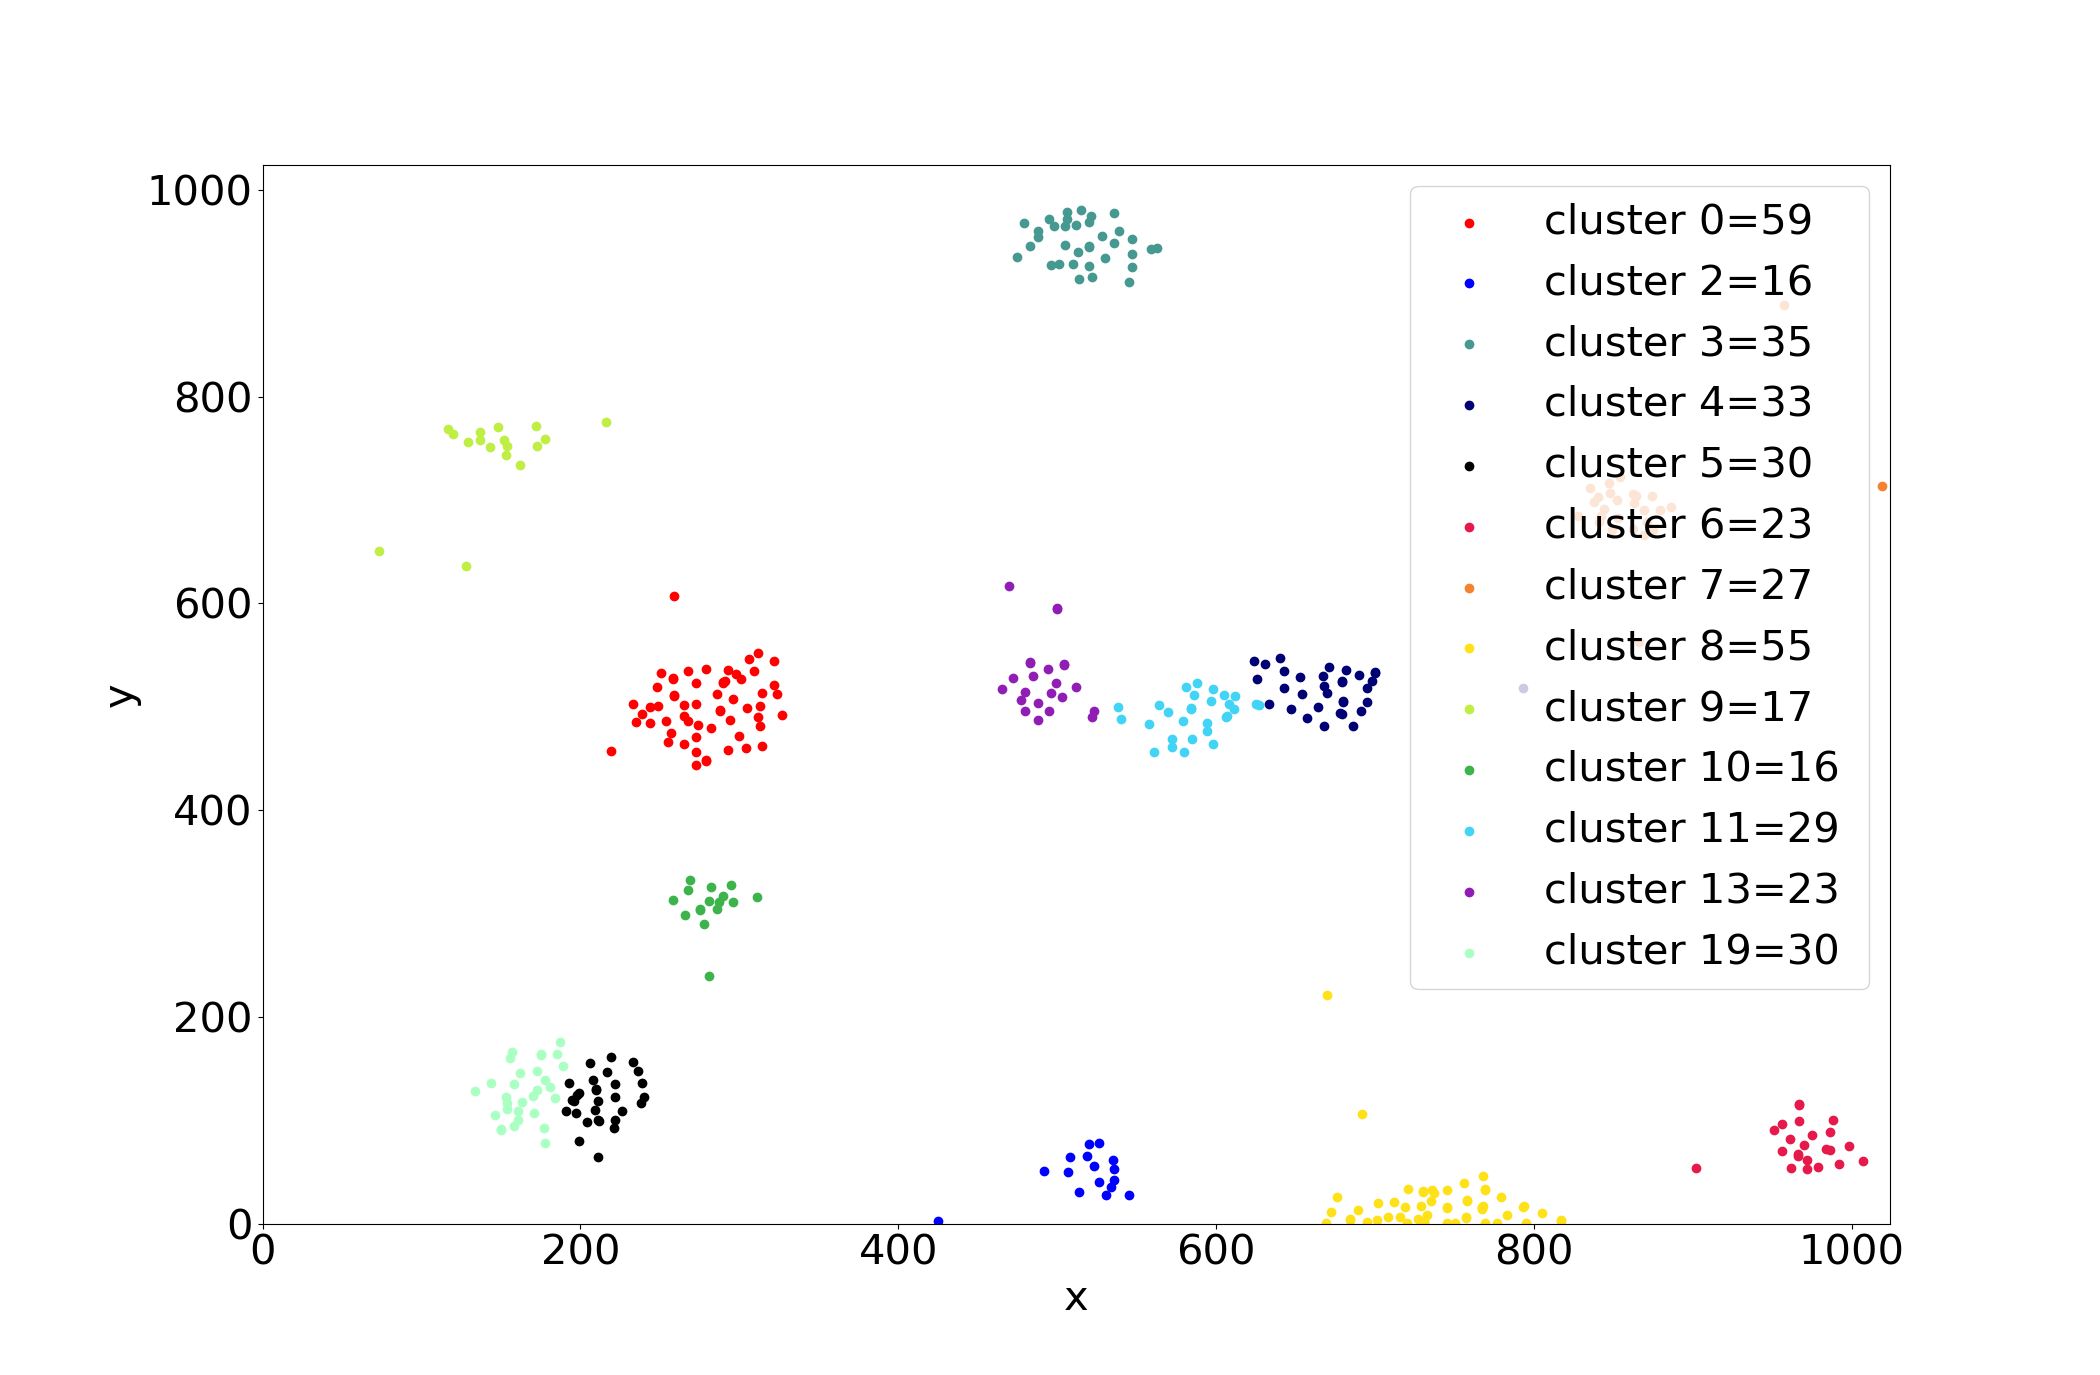 1000
800
600
400
200
0
y
0 200 400 600 800 1000
x
cluster 0=59
cluster 2=16
cluster 3=35
cluster 4=33
cluster 5=30
cluster 6=23
cluster 7=27
cluster 8=55
cluster 9=17
cluster 10=16
cluster 11=29
cluster 13=23
cluster 19=30